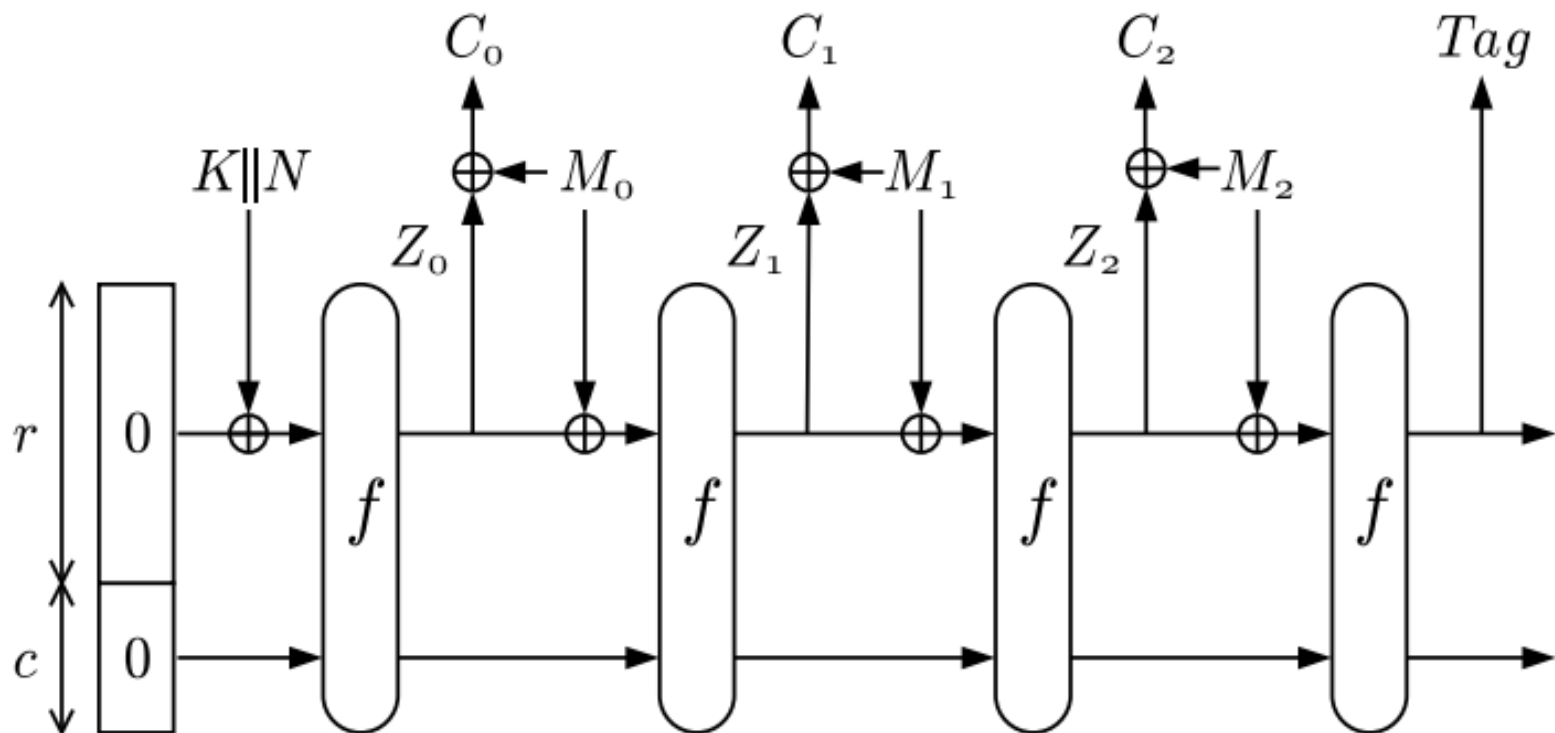 C₀ C₁ C₂ Tag
K‖N M₀ M₁ M₂
Z₀ Z₁ Z₂
r 0
f f f f
c 0